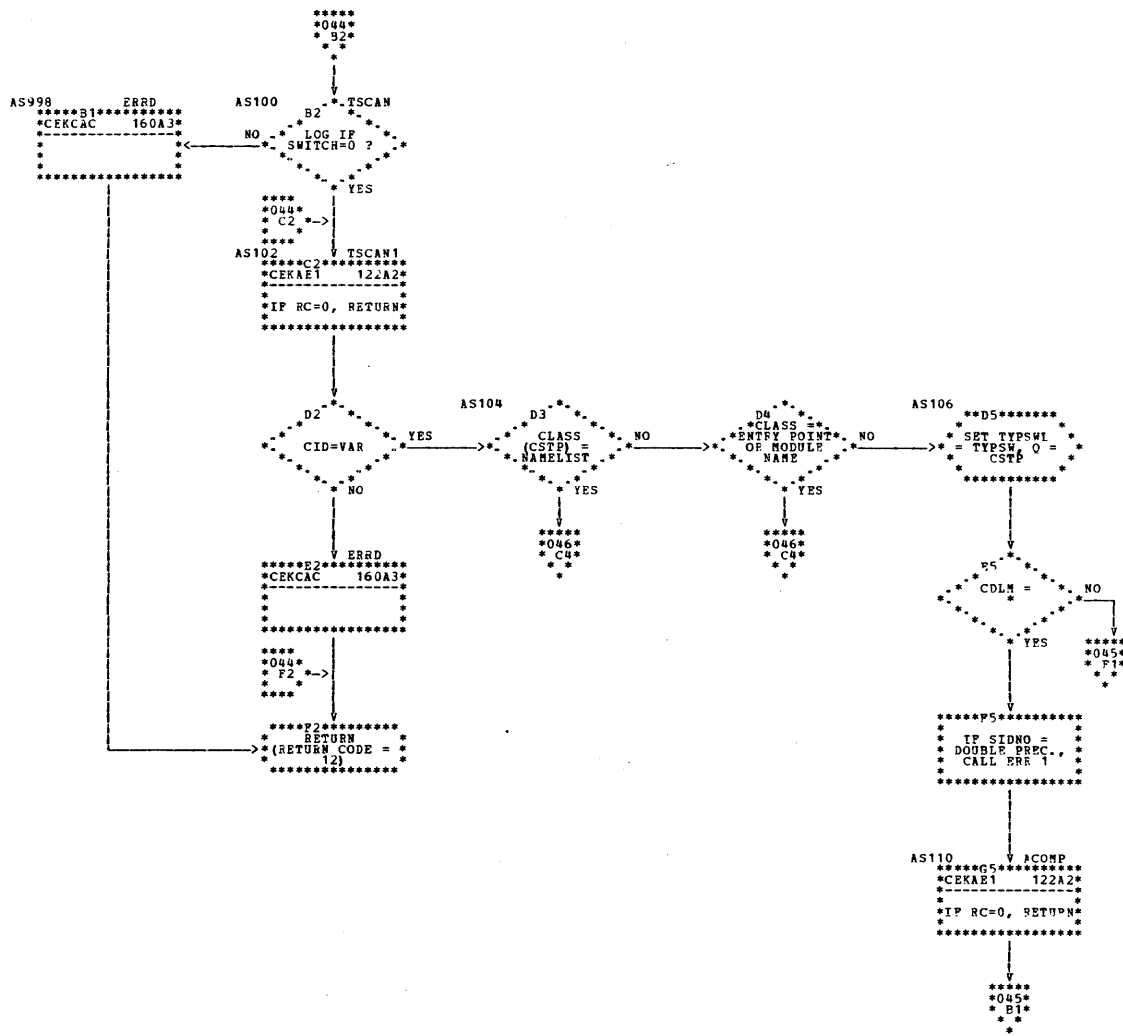 044
B2
AS998 ERRD
B1
CEKCAC 160A3
AS100 TSCAN
B2
LOG IF
SWITCH=0 ?
NO
YES
044
C2
AS102 TSCAN1
C2
CEKAE1 122A2
IF RC=0, RETURN
D2
CID=VAR
YES
NO
AS104
D3
CLASS
(CSTP) =
NAMELIST
NO
YES
046
C4
D4
CLASS =
ENTRY POINT
OR MODULE
NAME
NO
YES
046
C4
AS106
D5
SET TYPSW1
= TYPSW, Q =
CSTP
ERRD
E2
CEKCAC 160A3
E5
CDLM =
*
NO
YES
045
F1
044
F2
F2
RETURN
(RETURN CODE =
12)
F5
IF SIDNO =
DOUBLE PREC.,
CALL ERR 1
AS110 ACOMP
G5
CEKAE1 122A2
IF RC=0, RETURN
045
B1